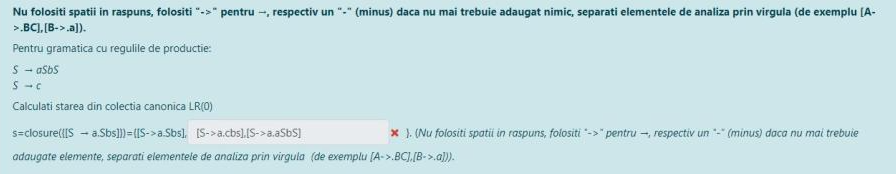 Nu folositi spatii in raspuns, folositi "->" pentru →, respectiv un "-" (minus) daca nu mai trebuie adaugat nimic, separati elementele de analiza prin virgula (de exemplu [A-
>.BC],[B->.a]).
Pentru gramatica cu regulile de productie:
S → aSbS
S → c
Calculati starea din colectia canonica LR(0)
s=closure({[S → a.Sbs]})={[S->a.Sbs], [S->a.cbs],[S->a.aSbS] ✖ }. (Nu folositi spatii in raspuns, folositi "->" pentru →, respectiv un "-" (minus) daca nu mai trebuie
adaugate elemente, separati elementele de analiza prin virgula (de exemplu [A->.BC],[B->.a])).